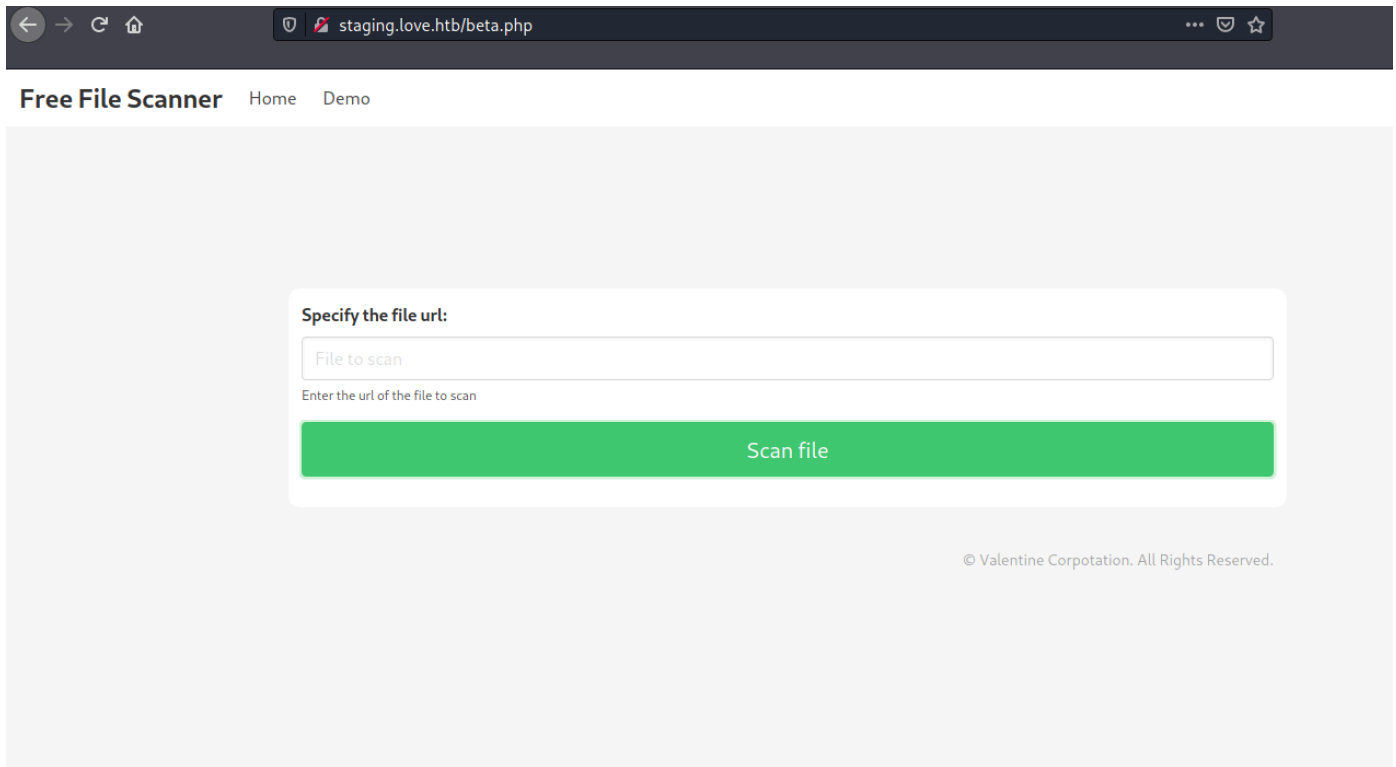 staging.love.htb/beta.php
Free File Scanner Home Demo
Specify the file url:
File to scan
Enter the url of the file to scan
Scan file
© Valentine Corpotation. All Rights Reserved.